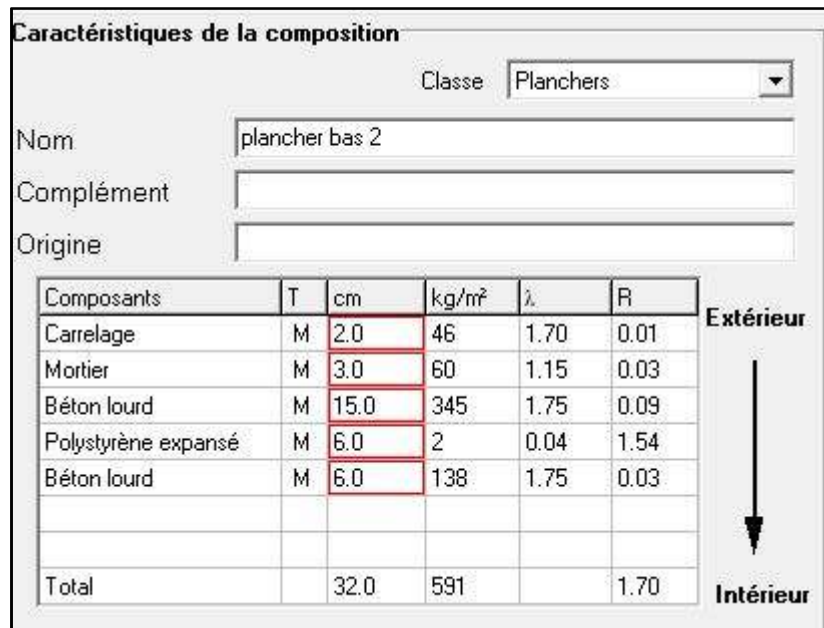 Caractéristiques de la composition
Classe Planchers
Nom plancher bas 2
Complément
Origine
Composants T cm kg/m² λ R
Carrelage M 2.0 46 1.70 0.01
Mortier M 3.0 60 1.15 0.03
Béton lourd M 15.0 345 1.75 0.09
Polystyrène expansé M 6.0 2 0.04 1.54
Béton lourd M 6.0 138 1.75 0.03
Total 32.0 591 1.70
Extérieur
Intérieur